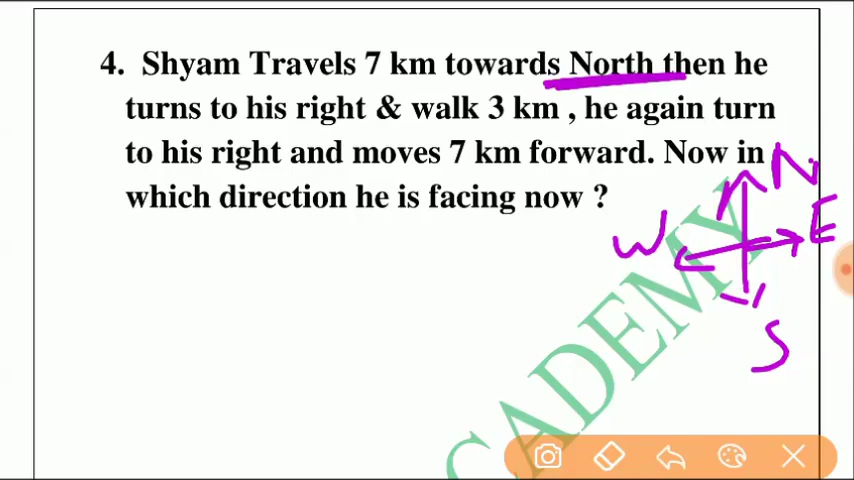 4. Shyam Travels 7 km towards North then he
turns to his right & walk 3 km , he again turn
to his right and moves 7 km forward. Now in
which direction he is facing now ?
N
W
E
S
CADEMY